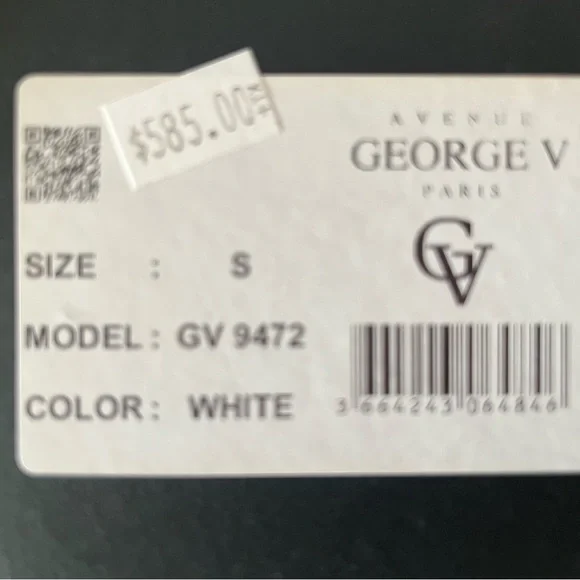 $585.00
AVENUE
GEORGE V
PARIS
GV
SIZE : S
MODEL : GV 9472
COLOR : WHITE
3 664243 064846